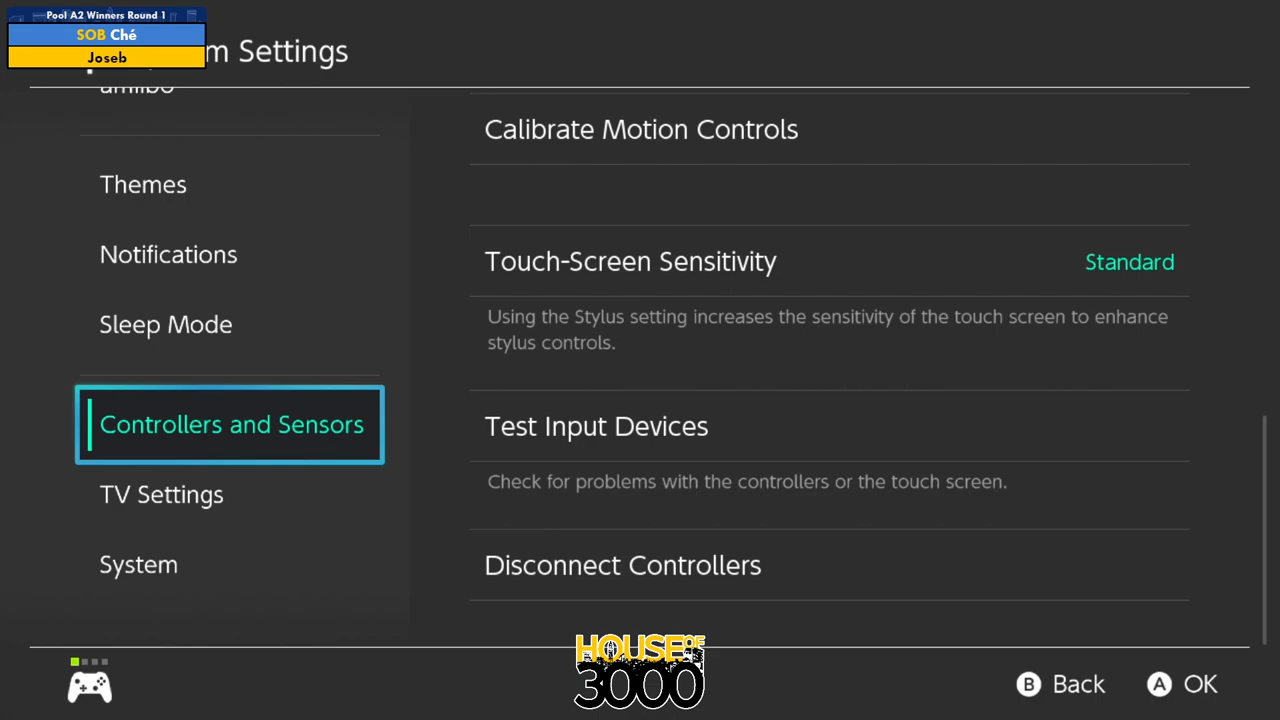 Pool A2 Winners Round 1
SOB Ché
Joseb
m Settings
amiibo
Themes
Notifications
Sleep Mode
Controllers and Sensors
TV Settings
System
Calibrate Motion Controls
Touch-Screen Sensitivity Standard
Using the Stylus setting increases the sensitivity of the touch screen to enhance
stylus controls.
Test Input Devices
Check for problems with the controllers or the touch screen.
Disconnect Controllers
HOUSE OF
3000
B Back A OK